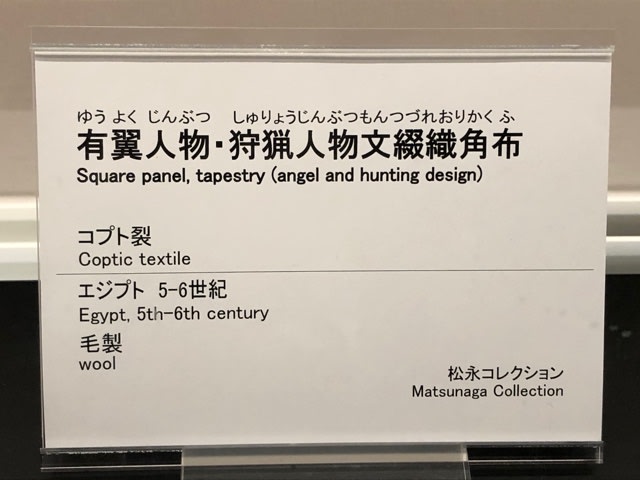 ゆう よく じんぶつ　しゅりょうじんぶつもんつづれおりかく ふ
有翼人物・狩猟人物文綴織角布
Square panel, tapestry (angel and hunting design)
コプト裂
Coptic textile
エジプト 5-6世紀
Egypt, 5th-6th century
毛製
wool
松永コレクション
Matsunaga Collection